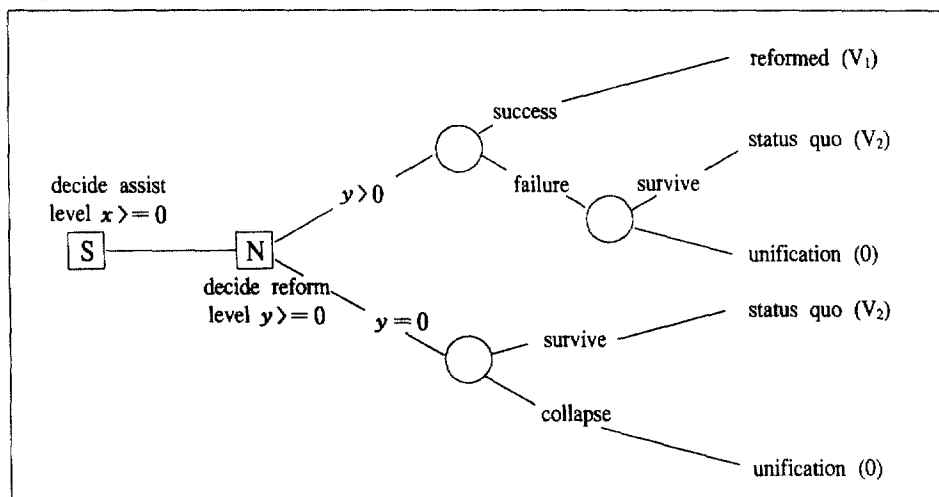 reformed (V₁)
success
status quo (V₂)
decide assist
level x >= 0
y>0
failure
survive
S
N
unification (0)
decide reform
level y >= 0
y = 0
status quo (V₂)
survive
collapse
unification (0)